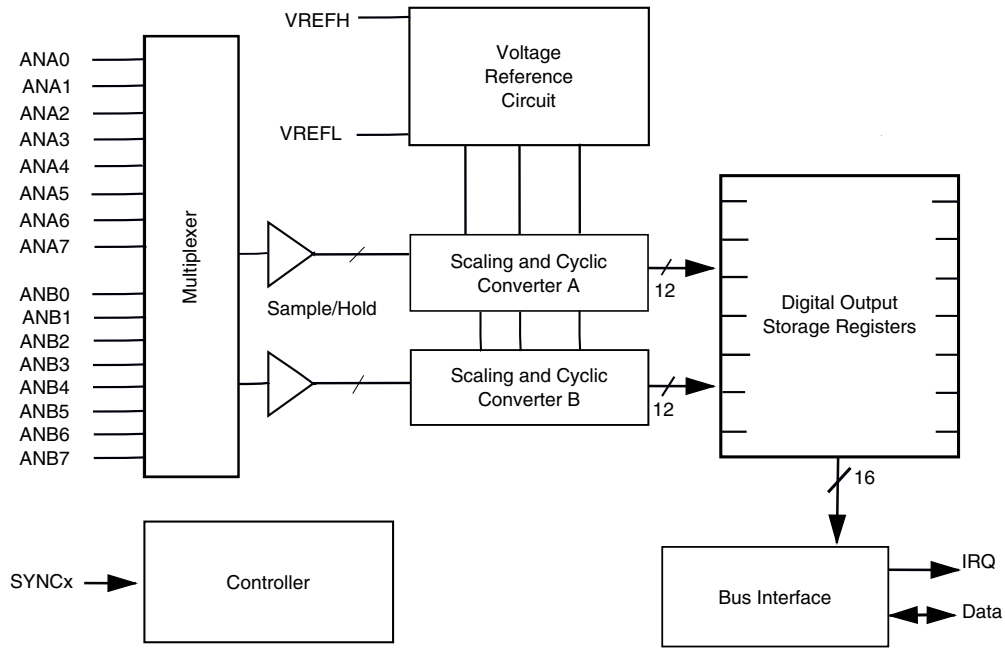 VREFH
Voltage
Reference
Circuit
VREFL
ANA0
ANA1
ANA2
ANA3
ANA4
ANA5
ANA6
ANA7
ANB0
ANB1
ANB2
ANB3
ANB4
ANB5
ANB6
ANB7
Multiplexer
Sample/Hold
Scaling and Cyclic
Converter A
12
Scaling and Cyclic
Converter B
12
Digital Output
Storage Registers
16
SYNCx
Controller
Bus Interface
IRQ
Data